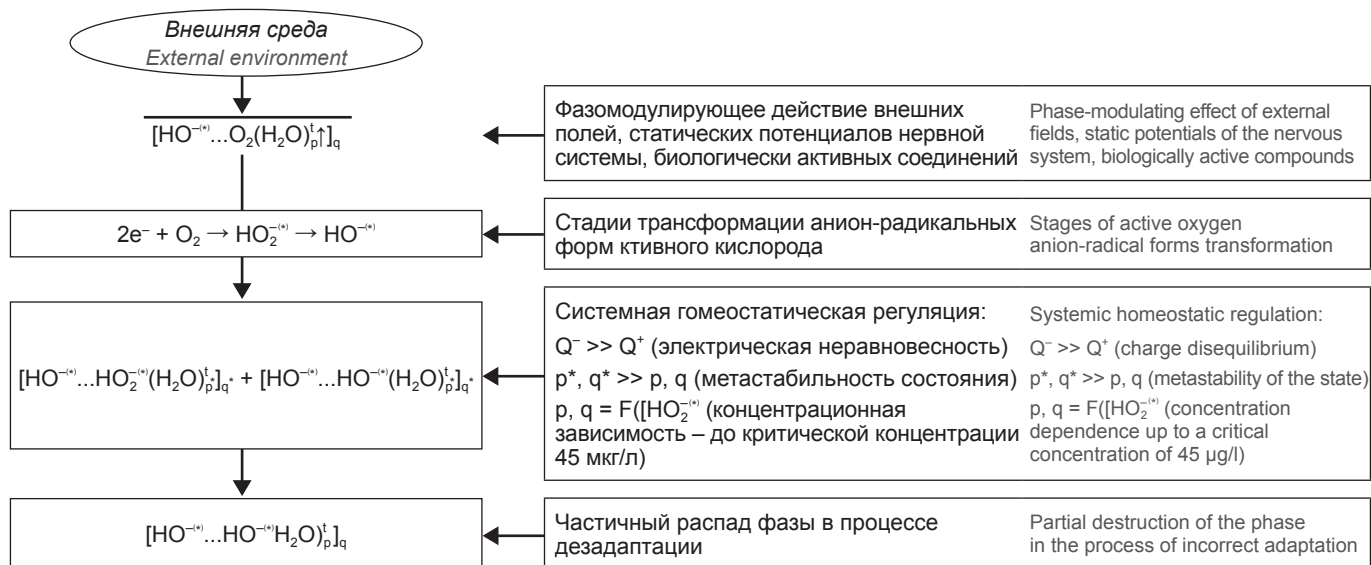 Внешняя среда
External environment
[HO⁻⁽*⁾...O₂(H₂O)ᵗₚ↑]q
Фазомодулирующее действие внешних
полей, статических потенциалов нервной
системы, биологически активных соединений
Phase-modulating effect of external
fields, static potentials of the nervous
system, biologically active compounds
2e⁻ + O₂ → HO₂⁻⁽*⁾ → HO⁻⁽*⁾
Стадии трансформации анион-радикальных
форм ктивного кислорода
Stages of active oxygen
anion-radical forms transformation
[HO⁻⁽*⁾...HO₂⁻⁽*⁾(H₂O)ᵗₚ*]q* + [HO⁻⁽*⁾...HO⁻⁽*⁾(H₂O)ᵗₚ*]q*
Системная гомеостатическая регуляция:
Q⁻ >> Q⁺ (электрическая неравновесность)
p*, q* >> p, q (метастабильность состояния)
p, q = F([HO₂⁻⁽*⁾ (концентрационная
зависимость – до критической концентрации
45 мкг/л)
Systemic homeostatic regulation:
Q⁻ >> Q⁺ (charge disequilibrium)
p*, q* >> p, q (metastability of the state)
p, q = F([HO₂⁻⁽*⁾ (concentration
dependence up to a critical
concentration of 45 µg/l)
[HO⁻⁽*⁾...HO⁻⁽*⁾H₂O)ᵗₚ]q
Частичный распад фазы в процессе
дезадаптации
Partial destruction of the phase
in the process of incorrect adaptation